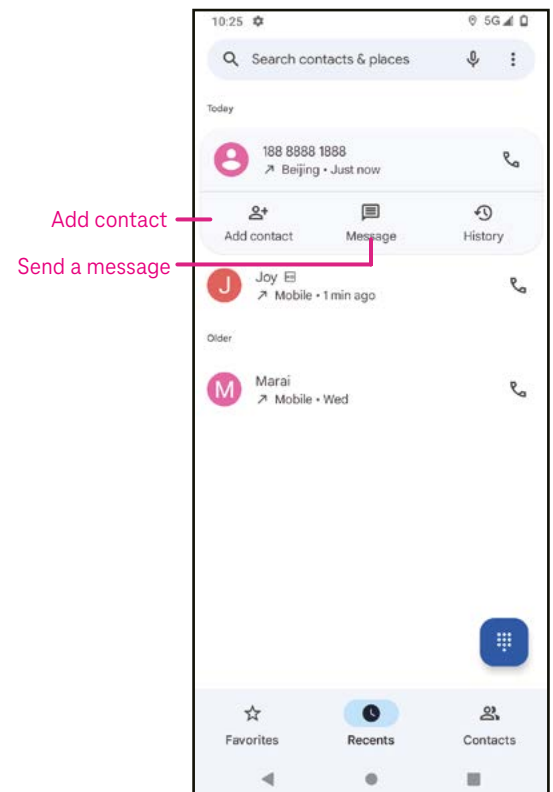 10:25 5G
Search contacts & places
Today
188 8888 1888
Beijing • Just now
Add contact
Add contact Message History
Send a message
J Joy
Mobile • 1 min ago
Older
M Marai
Mobile • Wed
Favorites Recents Contacts